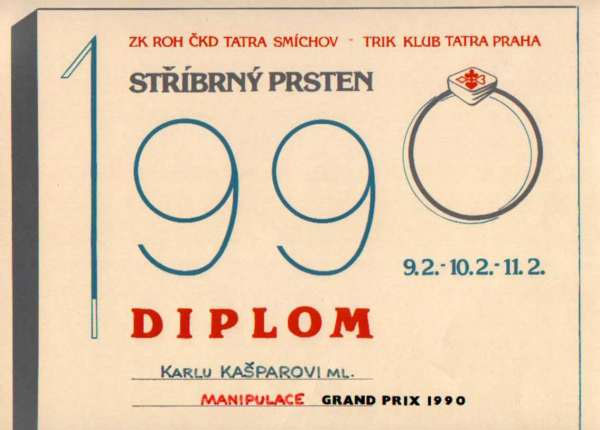 ZK ROH ČKD TATRA SMÍCHOV - TRIK KLUB TATRA PRAHA
STŘÍBRNÝ PRSTEN
1990
9.2.-10.2.-11.2.
DIPLOM
KARLU KAŠPAROVI ML.
MANIPULACE GRAND PRIX 1990